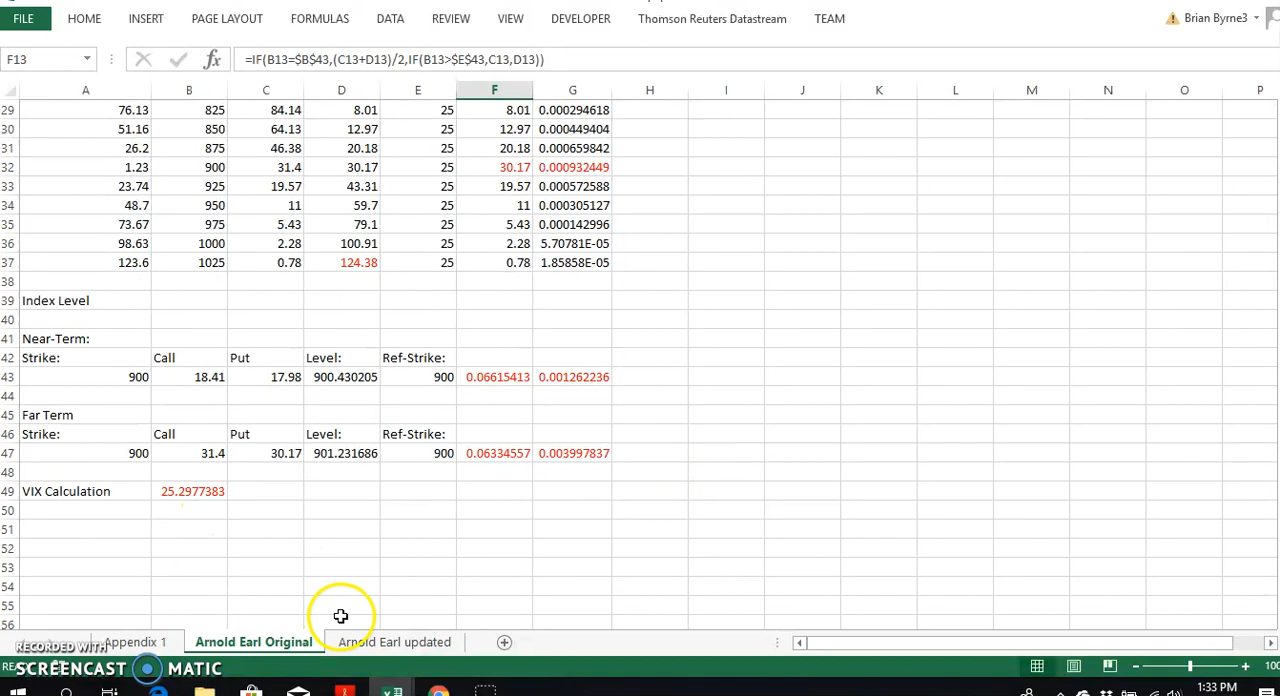 FILE HOME INSERT PAGE LAYOUT FORMULAS DATA REVIEW VIEW DEVELOPER Thomson Reuters Datastream TEAM Brian Byrne3
F13 fx =IF(B13=$B$43,(C13+D13)/2,IF(B13>$E$43,C13,D13))
A B C D E F G H I J K L M N O P
29 76.13 825 84.14 8.01 25 8.01 0.000294618
30 51.16 850 64.13 12.97 25 12.97 0.000449404
31 26.2 875 46.38 20.18 25 20.18 0.000659842
32 1.23 900 31.4 30.17 25 30.17 0.000932449
33 23.74 925 19.57 43.31 25 19.57 0.000572588
34 48.7 950 11 59.7 25 11 0.000305127
35 73.67 975 5.43 79.1 25 5.43 0.000142996
36 98.63 1000 2.28 100.91 25 2.28 5.70781E-05
37 123.6 1025 0.78 124.38 25 0.78 1.85858E-05
38
39 Index Level
40
41 Near-Term:
42 Strike: Call Put Level: Ref-Strike:
43 900 18.41 17.98 900.430205 900 0.06615413 0.001262236
44
45 Far Term
46 Strike: Call Put Level: Ref-Strike:
47 900 31.4 30.17 901.231686 900 0.06334557 0.003997837
48
49 VIX Calculation 25.2977383
50
51
52
53
54
55
56
Appendix 1 Arnold Earl Original Arnold Earl updated
RECORDED WITH
SCREENCAST MATIC 100
1:33 PM